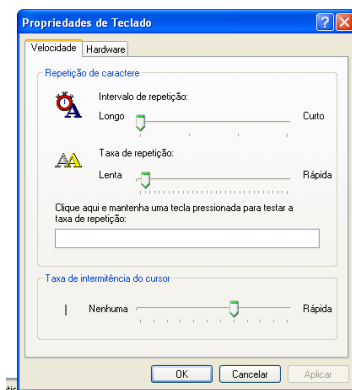 Propriedades de Teclado
Velocidade Hardware
Repetição de caractere
Intervalo de repetição:
Longo Curto
Taxa de repetição:
Lenta Rápida
Clique aqui e mantenha uma tecla pressionada para testar a
taxa de repetição:
Taxa de intermitência do cursor
Nenhuma Rápida
OK Cancelar Aplicar